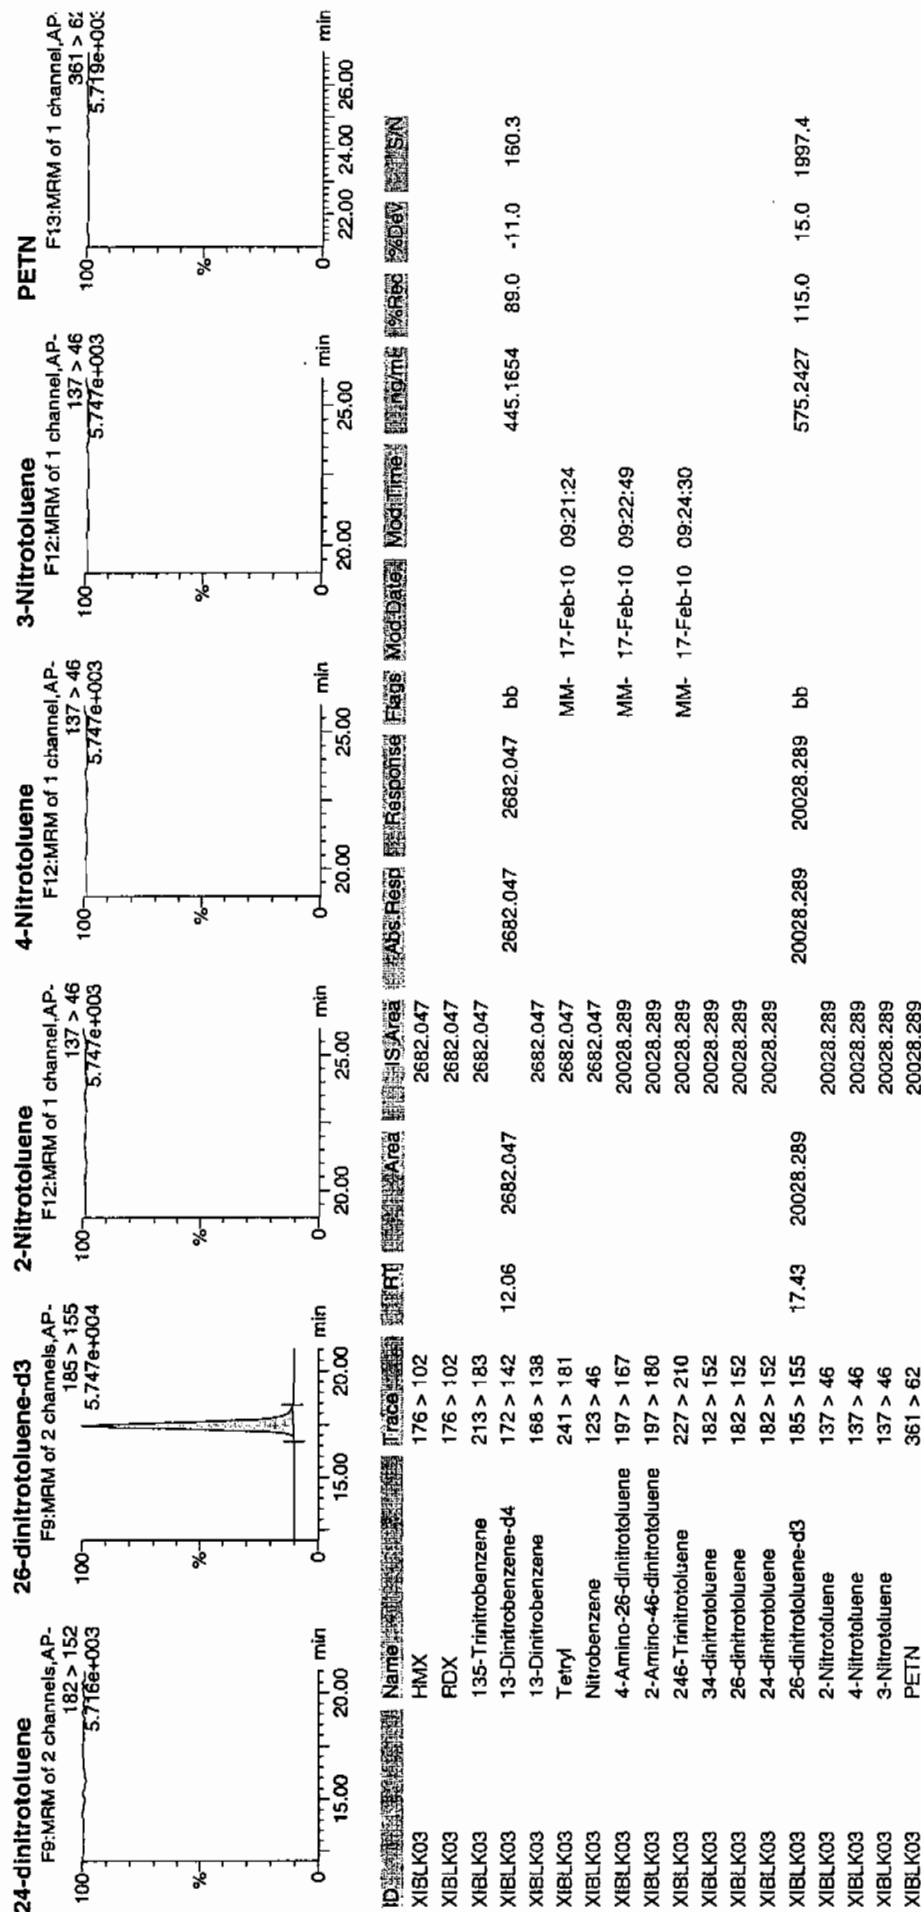 24-dinitrotoluene
F9:MRM of 2 channels,AP-
182 > 152
5.716e+003
100
%
0
15.00 20.00 min
26-dinitrotoluene-d3
F9:MRM of 2 channels,AP-
185 > 155
5.747e+004
100
%
0
15.00 20.00 min
2-Nitrotoluene
F12:MRM of 1 channel,AP-
137 > 46
5.747e+003
100
%
0
20.00 25.00 min
4-Nitrotoluene
F12:MRM of 1 channel,AP-
137 > 46
5.747e+003
100
%
0
20.00 25.00 min
3-Nitrotoluene
F12:MRM of 1 channel,AP-
137 > 46
5.747e+003
100
%
0
20.00 25.00 min
PETN
F13:MRM of 1 channel,AP-
361 > 62
5.719e+003
100
%
0
22.00 24.00 26.00 min
ID Name Trace RT Area IS Area Abs.Resp Response Flags Mod.Date Mod.Time ng/mL %Rec %Dev S/N
XIBLK03 HMX 176 > 102 2682.047
XIBLK03 RDX 176 > 102 2682.047
XIBLK03 135-Trinitrobenzene 213 > 183 2682.047
XIBLK03 13-Dinitrobenzene-d4 172 > 142 12.06 2682.047 2682.047 2682.047 bb 445.1654 89.0 -11.0 160.3
XIBLK03 13-Dinitrobenzene 168 > 138 2682.047
XIBLK03 Tetryl 241 > 181 2682.047 MM- 17-Feb-10 09:21:24
XIBLK03 Nitrobenzene 123 > 46 2682.047
XIBLK03 4-Amino-26-dinitrotoluene 197 > 167 20028.289 MM- 17-Feb-10 09:22:49
XIBLK03 2-Amino-46-dinitrotoluene 197 > 180 20028.289
XIBLK03 246-Trinitrotoluene 227 > 210 20028.289 MM- 17-Feb-10 09:24:30
XIBLK03 34-dinitrotoluene 182 > 152 20028.289
XIBLK03 26-dinitrotoluene 182 > 152 20028.289
XIBLK03 24-dinitrotoluene 182 > 152 20028.289
XIBLK03 26-dinitrotoluene-d3 185 > 155 17.43 20028.289 20028.289 20028.289 bb 575.2427 115.0 15.0 1997.4
XIBLK03 2-Nitrotoluene 137 > 46 20028.289
XIBLK03 4-Nitrotoluene 137 > 46 20028.289
XIBLK03 3-Nitrotoluene 137 > 46 20028.289
XIBLK03 PETN 361 > 62 20028.289